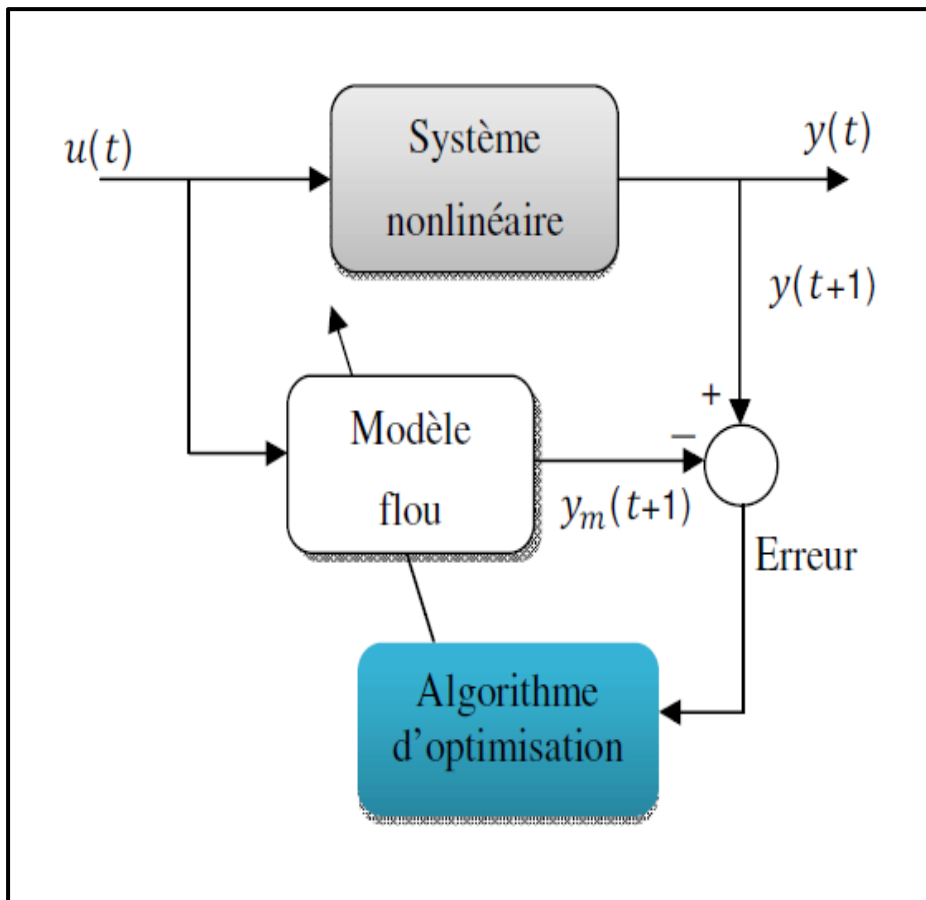 u(t)
Système
nonlinéaire
y(t)
y(t+1)
+
−
Modèle
flou
y_m(t+1)
Erreur
Algorithme
d'optimisation